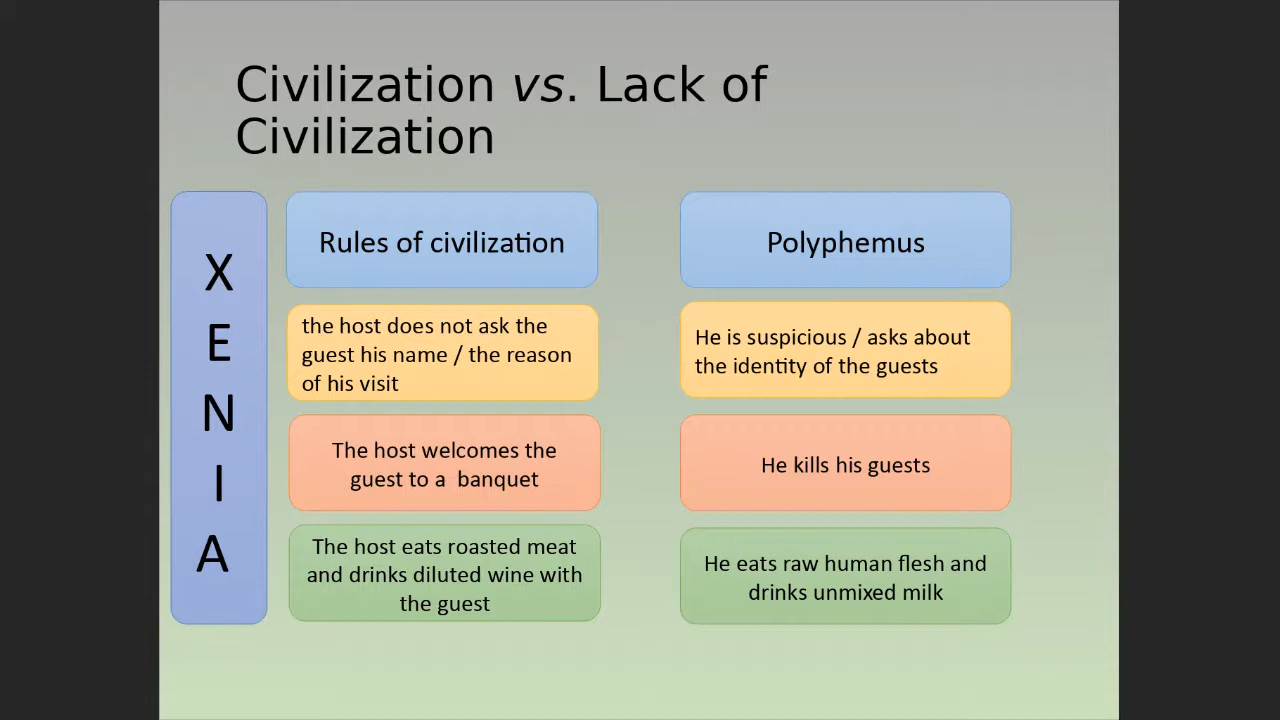 Civilization vs. Lack of
Civilization
X
E
N
I
A
Rules of civilization
Polyphemus
the host does not ask the
guest his name / the reason
of his visit
He is suspicious / asks about
the identity of the guests
The host welcomes the
guest to a  banquet
He kills his guests
The host eats roasted meat
and drinks diluted wine with
the guest
He eats raw human flesh and
drinks unmixed milk